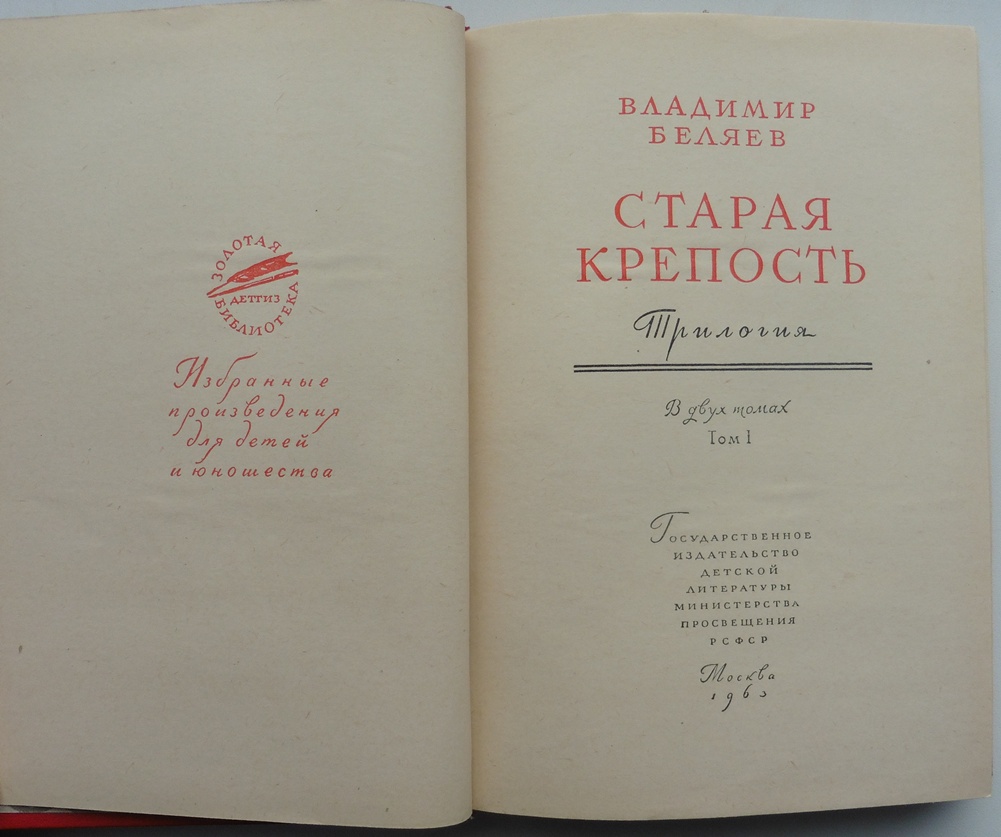 ЗОЛОТАЯ
ДЕТГИЗ
БИБЛИОТЕКА
Избранные
произведения
для детей
и юношества
ВЛАДИМИР
БЕЛЯЕВ
СТАРАЯ
КРЕПОСТЬ
Трилогия
В двух томах
Том I
Государственное
издательство
детской
литературы
министерства
просвещения
РСФСР
Москва
1963